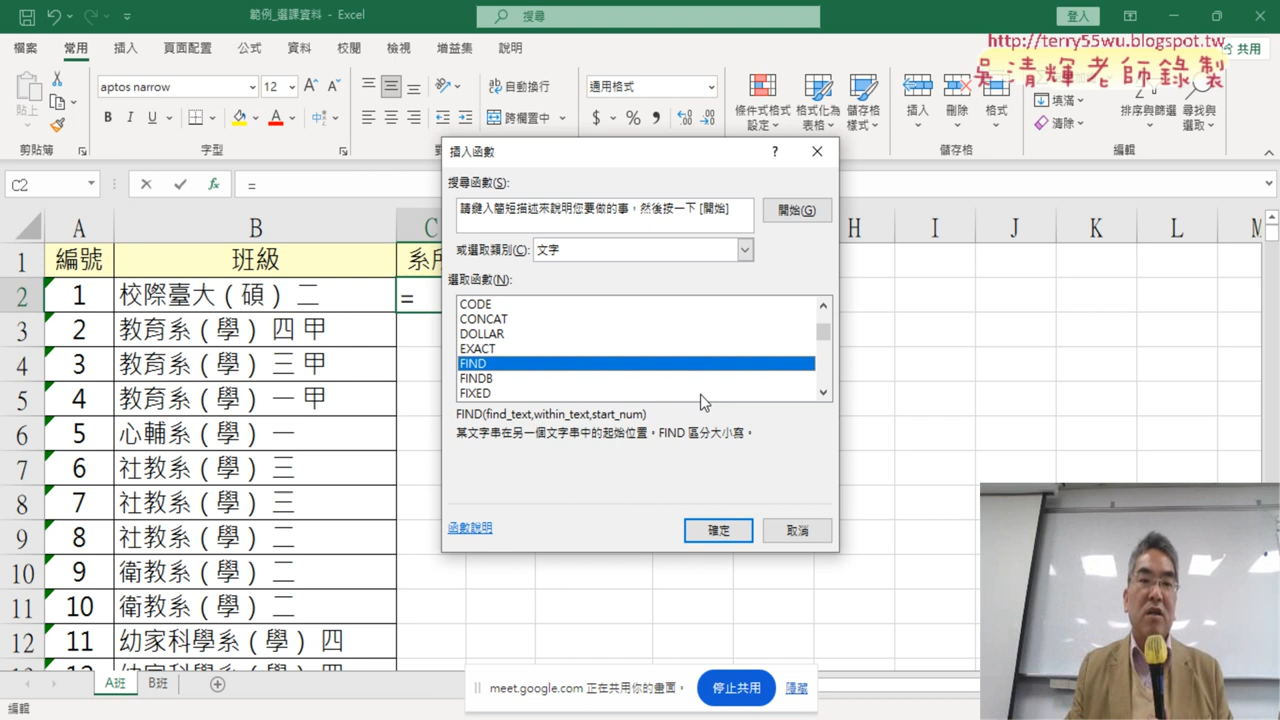 範例_選課資料 - Excel
搜尋
登入
檔案 常用 插入 頁面配置 公式 資料 校閱 檢視 增益集 說明
共用
http://terry55wu.blogspot.tw
吳清輝老師錄製
貼上
剪貼簿
aptos narrow 12
B I U
字型
自動換行
跨欄置中
通用格式
$ % 9
條件式格式設定
格式化為表格
儲存格樣式
插入 刪除 格式
儲存格
填滿
清除
排序與篩選
尋找與選取
編輯
C2
fx
=
插入函數
? ×
搜尋函數(S):
請鍵入簡短描述來說明您要做的事，然後按一下 [開始]
開始(G)
或選取類別(C): 文字
選取函數(N):
CODE
CONCAT
DOLLAR
EXACT
FIND
FINDB
FIXED
FIND(find_text,within_text,start_num)
某文字串在另一個文字串中的起始位置。FIND 區分大小寫。
函數說明
確定 取消
A B C H I J K L M
1 編號 班級 系所
2 1 校際臺大（碩） 二 =
3 2 教育系（學） 四 甲
4 3 教育系（學） 三 甲
5 4 教育系（學） 一 甲
6 5 心輔系（學） 一
7 6 社教系（學） 三
8 7 社教系（學） 三
9 8 社教系（學） 二
10 9 衛教系（學） 二
11 10 衛教系（學） 二
12 11 幼家科學系（學） 四
A班 B班
meet.google.com 正在共用你的畫面。 停止共用 隱藏
編輯